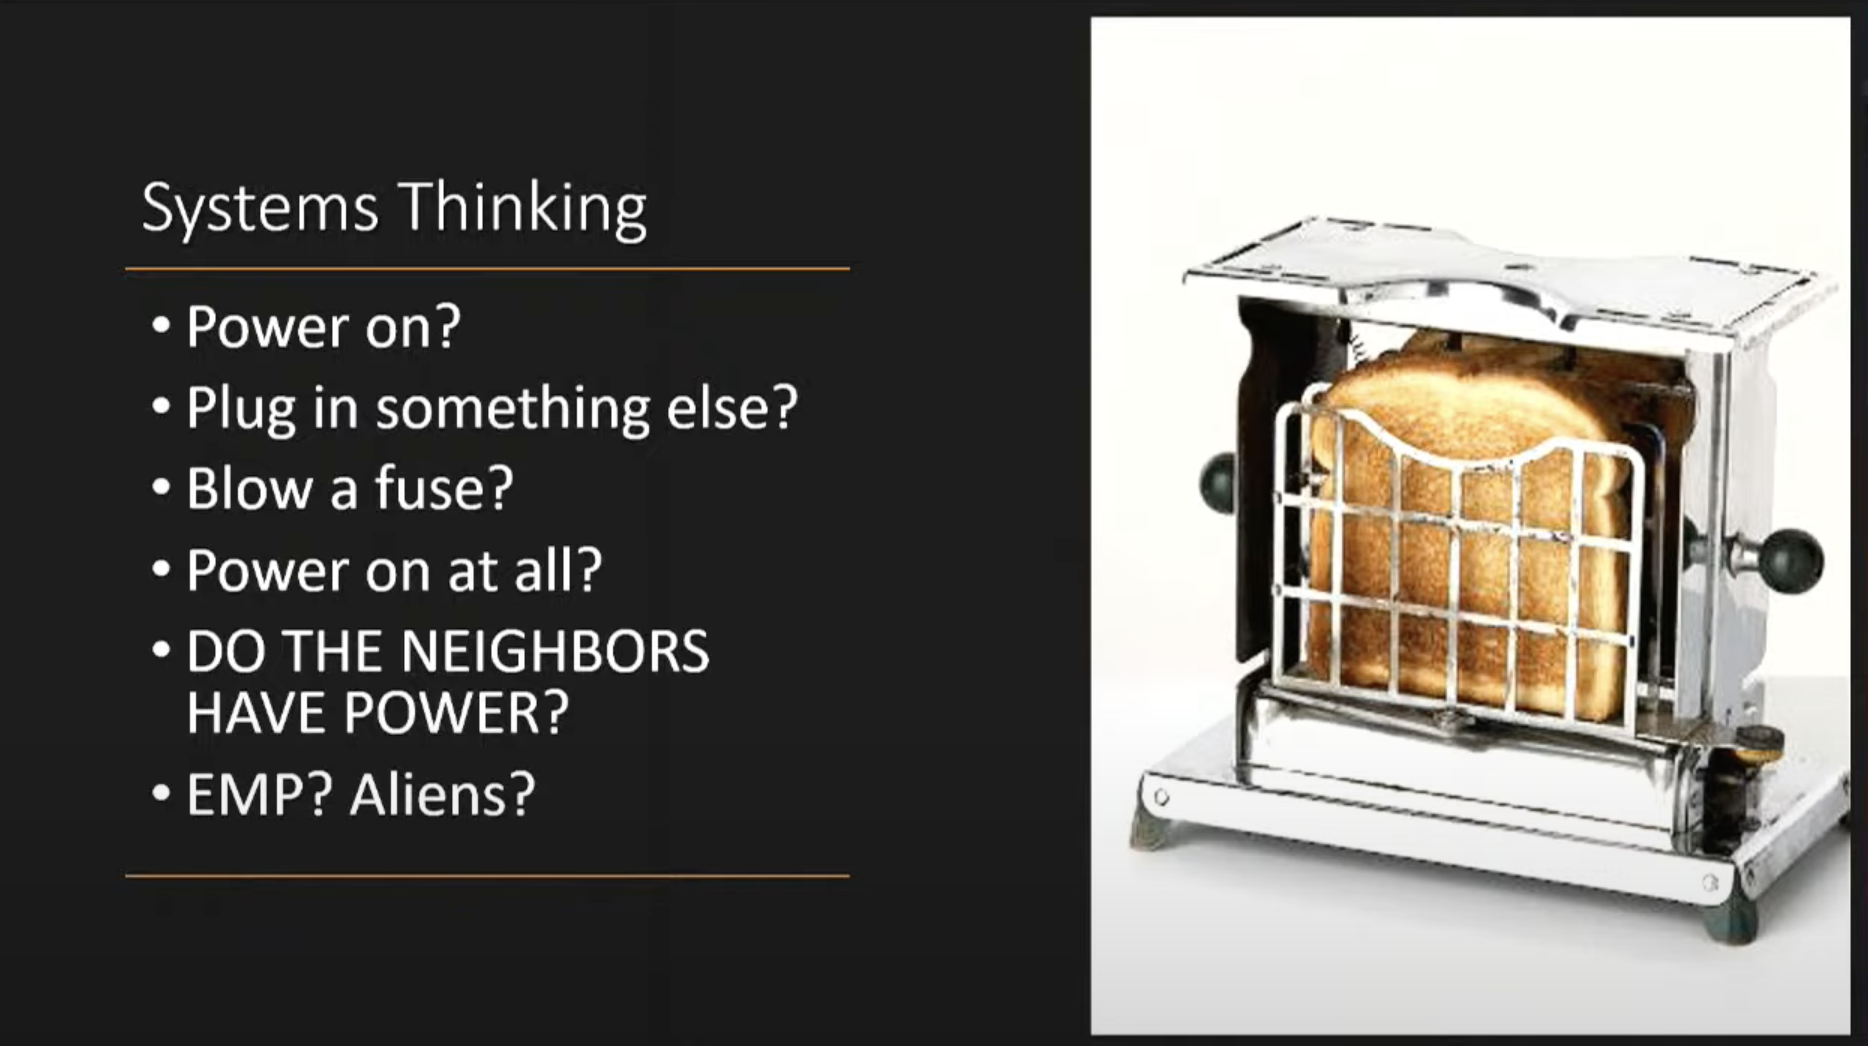 Systems Thinking
• Power on?
• Plug in something else?
• Blow a fuse?
• Power on at all?
• DO THE NEIGHBORS
HAVE POWER?
• EMP? Aliens?